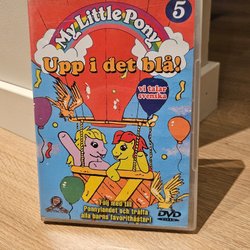 My Little Pony
5
Upp i det blå!
vi talar
svenska
Följ med till
Ponnylandet och träffa
alla barns favorithästar!
DVD